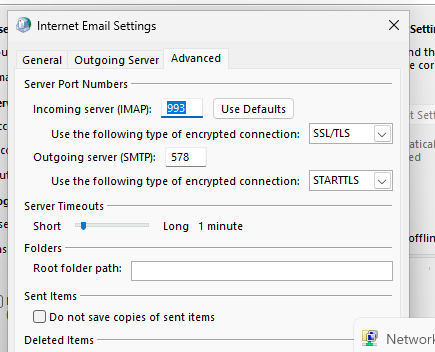 Internet Email Settings
General Outgoing Server Advanced
Server Port Numbers
Incoming server (IMAP): 993 Use Defaults
Use the following type of encrypted connection: SSL/TLS
Outgoing server (SMTP): 578
Use the following type of encrypted connection: STARTTLS
Server Timeouts
Short Long 1 minute
Folders
Root folder path:
Sent Items
Do not save copies of sent items
Deleted Items
Network